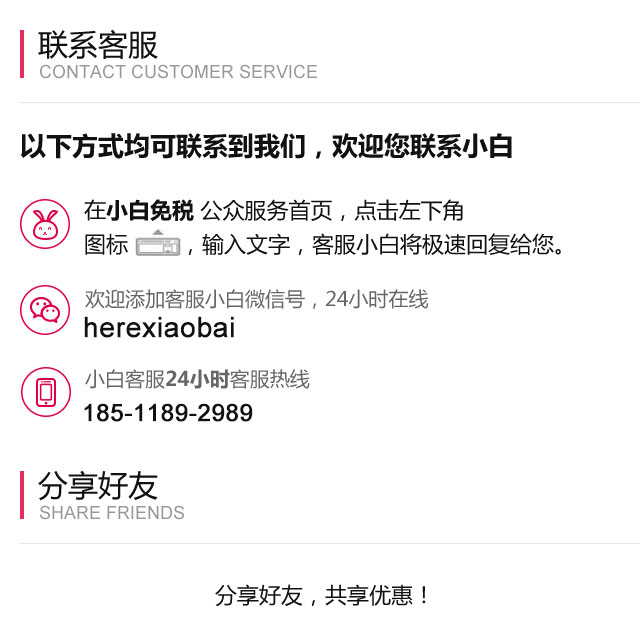 联系客服
CONTACT CUSTOMER SERVICE
以下方式均可联系到我们，欢迎您联系小白
在小白免税 公众服务首页，点击左下角
图标 ，输入文字，客服小白将极速回复给您。
欢迎添加客服小白微信号，24小时在线
herexiaobai
小白客服24小时客服热线
185-1189-2989
分享好友
SHARE FRIENDS
分享好友，共享优惠！